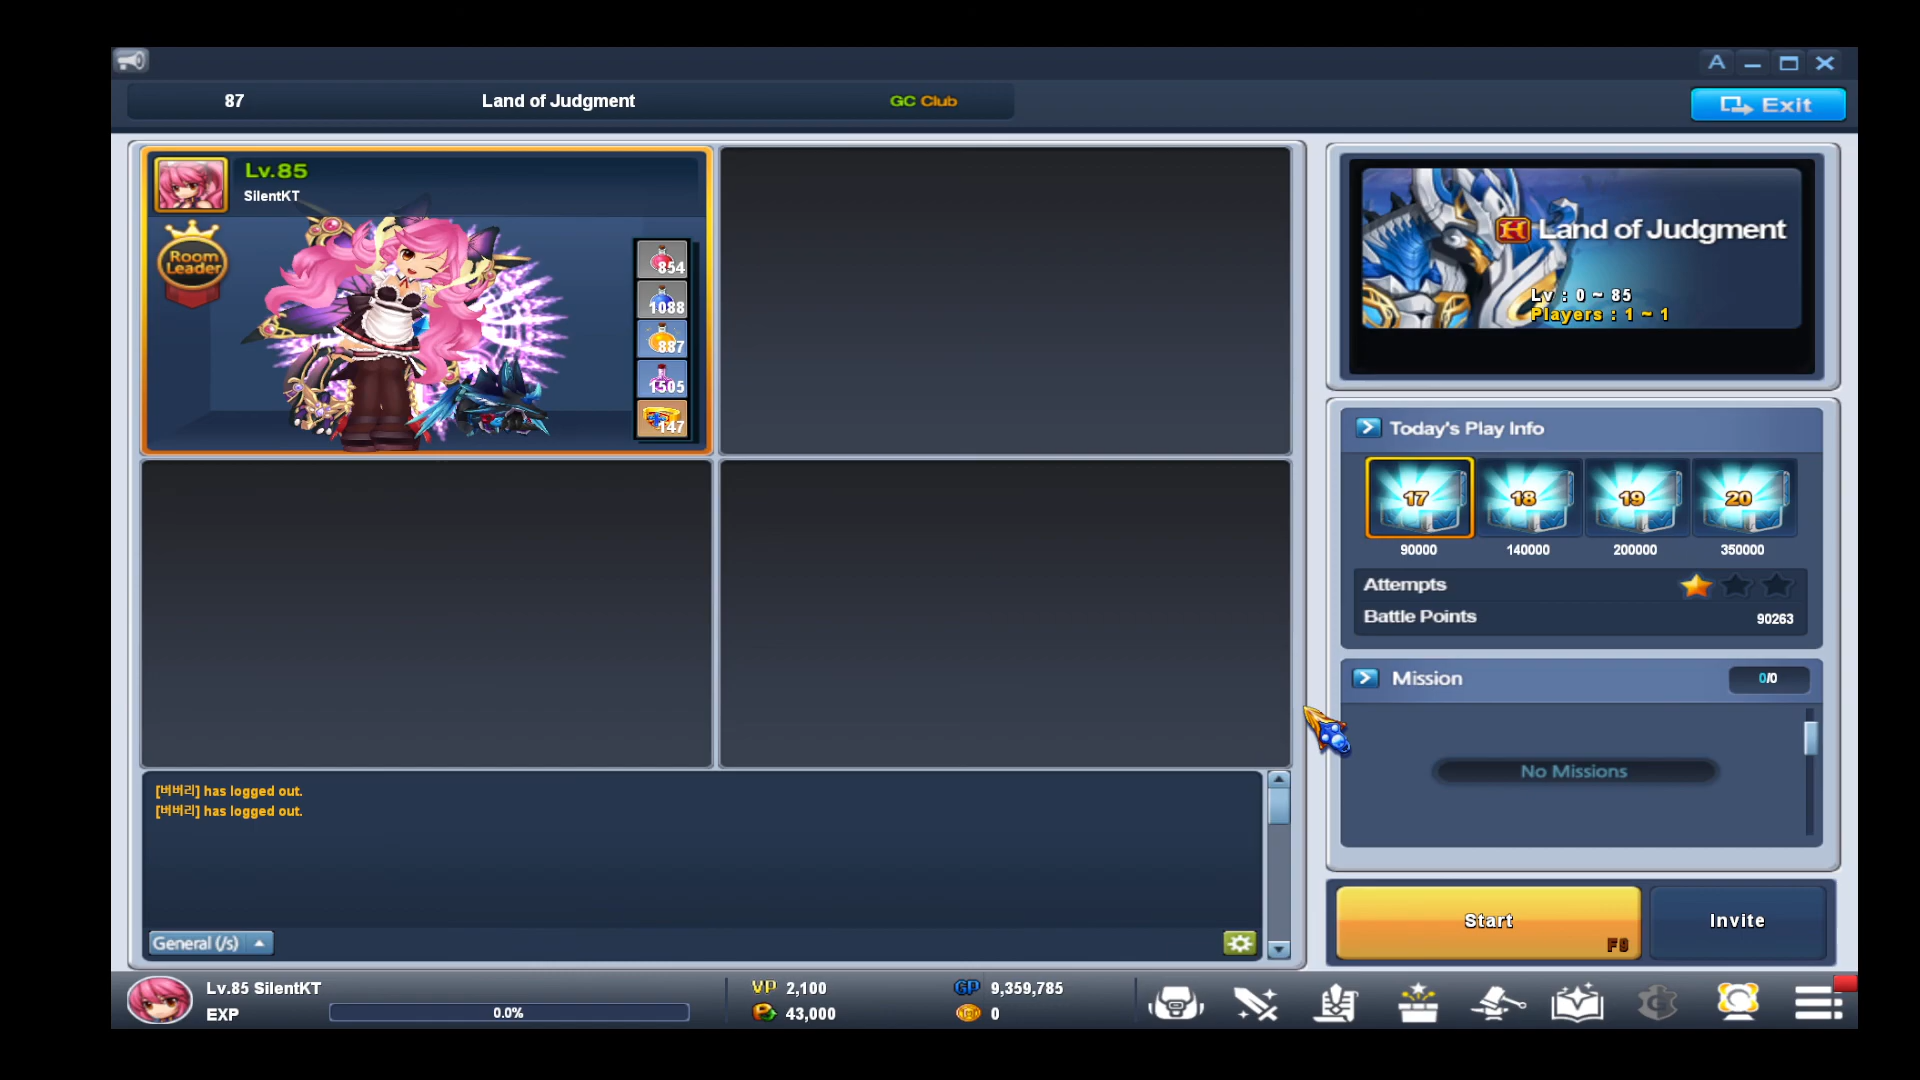 A
87
Land of Judgment
GC Club
Exit
Lv.85
SilentKT
Room
Leader
854
1088
887
1505
147
H Land of Judgment
Lv : 0 ~ 85
Players : 1 ~ 1
Today's Play Info
17
18
19
20
90000
140000
200000
350000
Attempts
Battle Points
90263
Mission
0/0
No Missions
[버버리] has logged out.
[버버리] has logged out.
General (/s)
Start
F8
Invite
Lv.85 SilentKT
VP 2,100
GP 9,359,785
EXP
0.0%
43,000
0